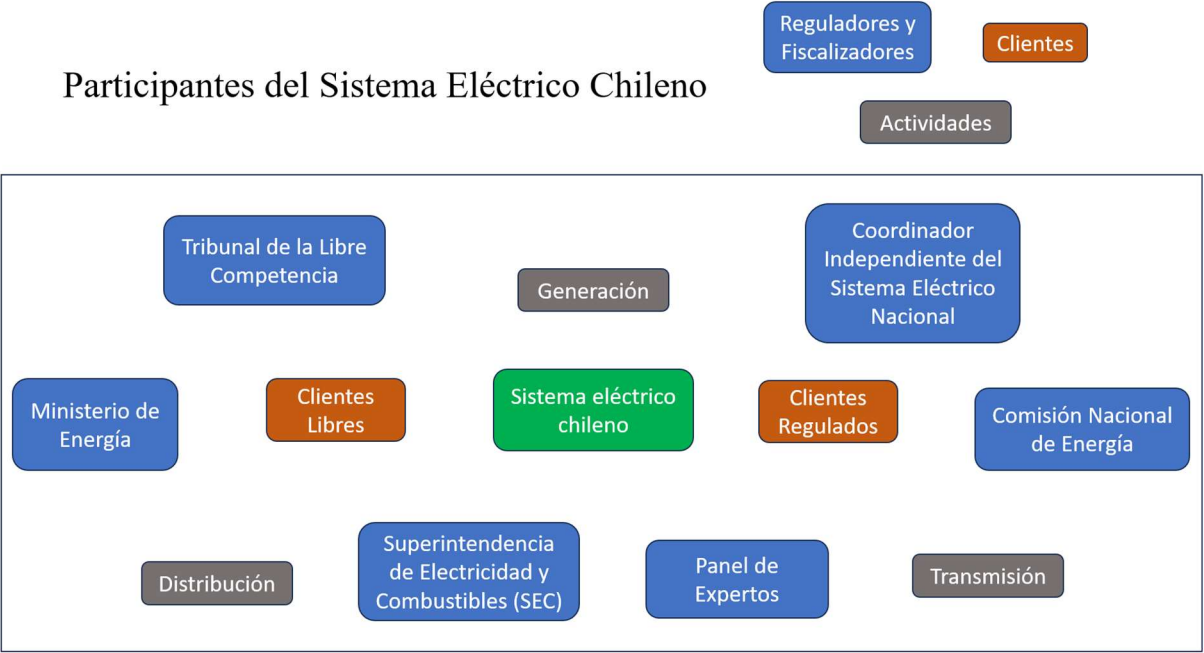 Reguladores y
Fiscalizadores
Clientes
Participantes del Sistema Eléctrico Chileno
Actividades
Tribunal de la Libre
Competencia
Coordinador
Independiente del
Sistema Eléctrico
Nacional
Generación
Ministerio de
Energía
Clientes
Libres
Sistema eléctrico
chileno
Clientes
Regulados
Comisión Nacional
de Energía
Distribución
Superintendencia
de Electricidad y
Combustibles (SEC)
Panel de
Expertos
Transmisión